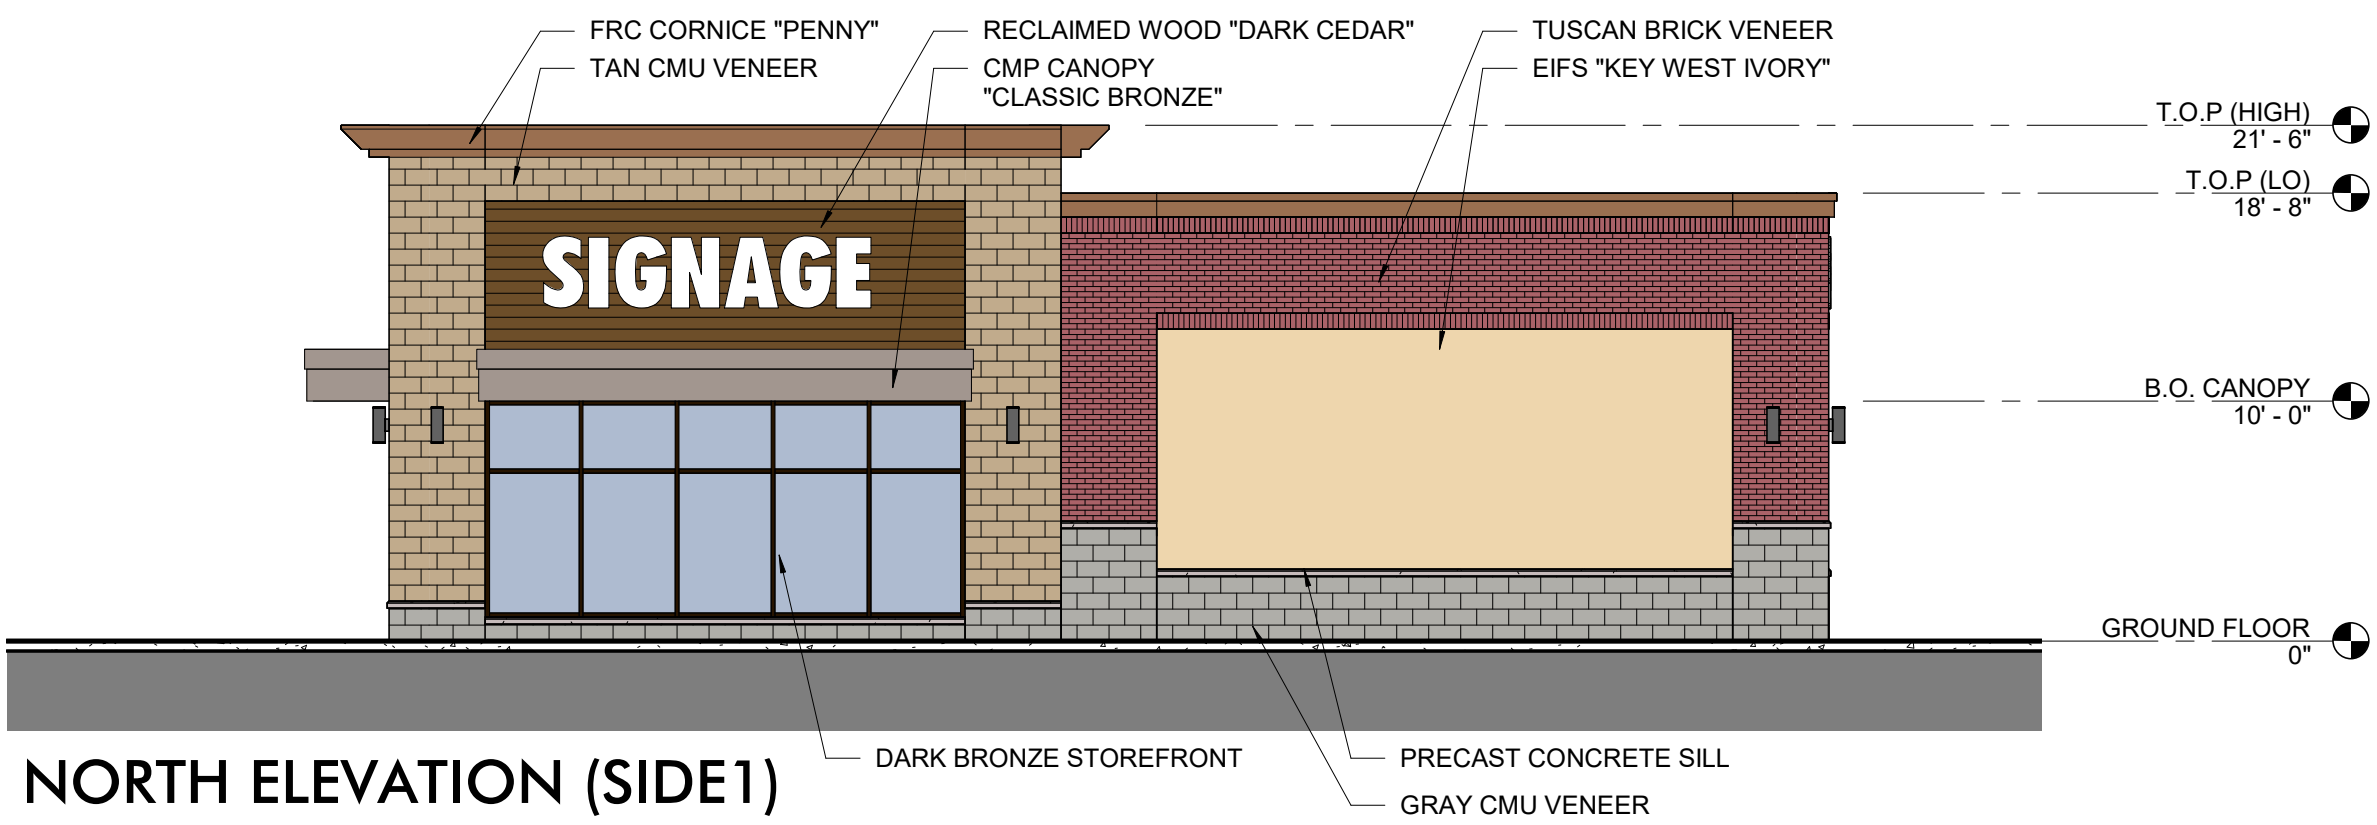 FRC CORNICE "PENNY"
TAN CMU VENEER
RECLAIMED WOOD "DARK CEDAR"
CMP CANOPY
"CLASSIC BRONZE"
TUSCAN BRICK VENEER
EIFS "KEY WEST IVORY"
T.O.P (HIGH)
21' - 6"
T.O.P (LO)
18' - 8"
SIGNAGE
B.O. CANOPY
10' - 0"
GROUND FLOOR
0"
DARK BRONZE STOREFRONT
PRECAST CONCRETE SILL
GRAY CMU VENEER
NORTH ELEVATION (SIDE1)